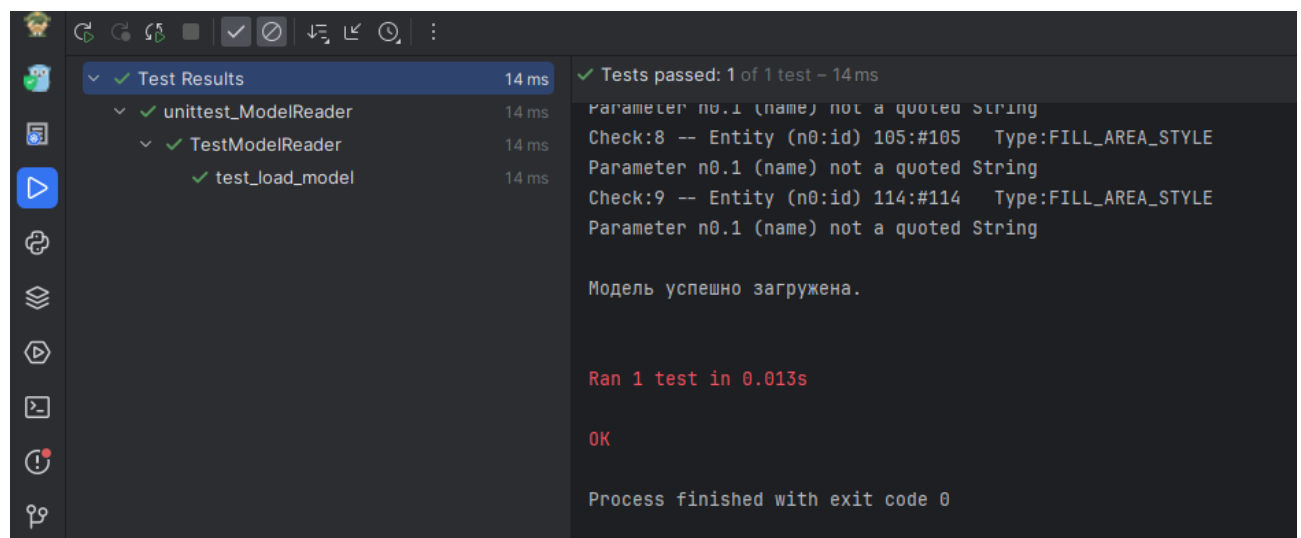 Test Results 14 ms
unittest_ModelReader 14 ms
TestModelReader 14 ms
test_load_model 14 ms
Tests passed: 1 of 1 test – 14 ms
Parameter n0.1 (name) not a quoted String
Check:8 -- Entity (n0:id) 105:#105   Type:FILL_AREA_STYLE
Parameter n0.1 (name) not a quoted String
Check:9 -- Entity (n0:id) 114:#114   Type:FILL_AREA_STYLE
Parameter n0.1 (name) not a quoted String
Модель успешно загружена.
Ran 1 test in 0.013s
OK
Process finished with exit code 0